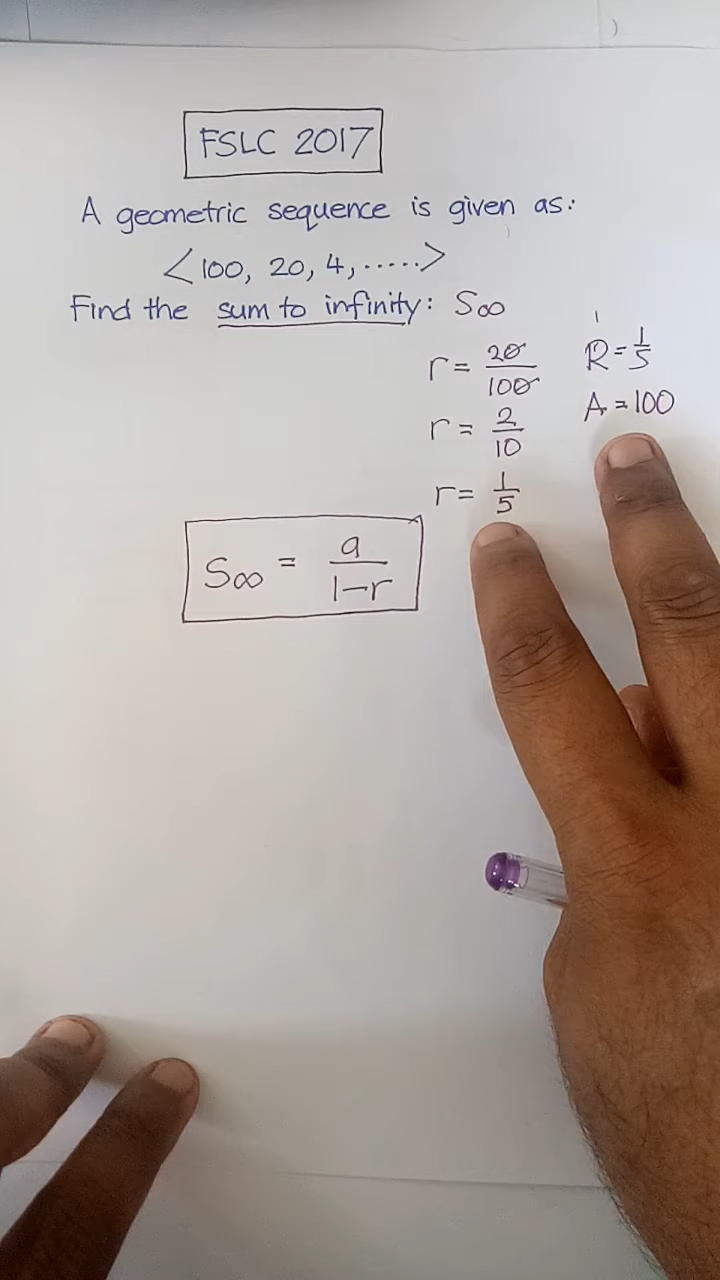 FSLC 2017
A geometric sequence is given as:
<100, 20, 4, .....>
Find the sum to infinity: S∞
r = 20/100
r = 2/10
r = 1/5
R = 1/5
A = 100
S∞ = a/1-r